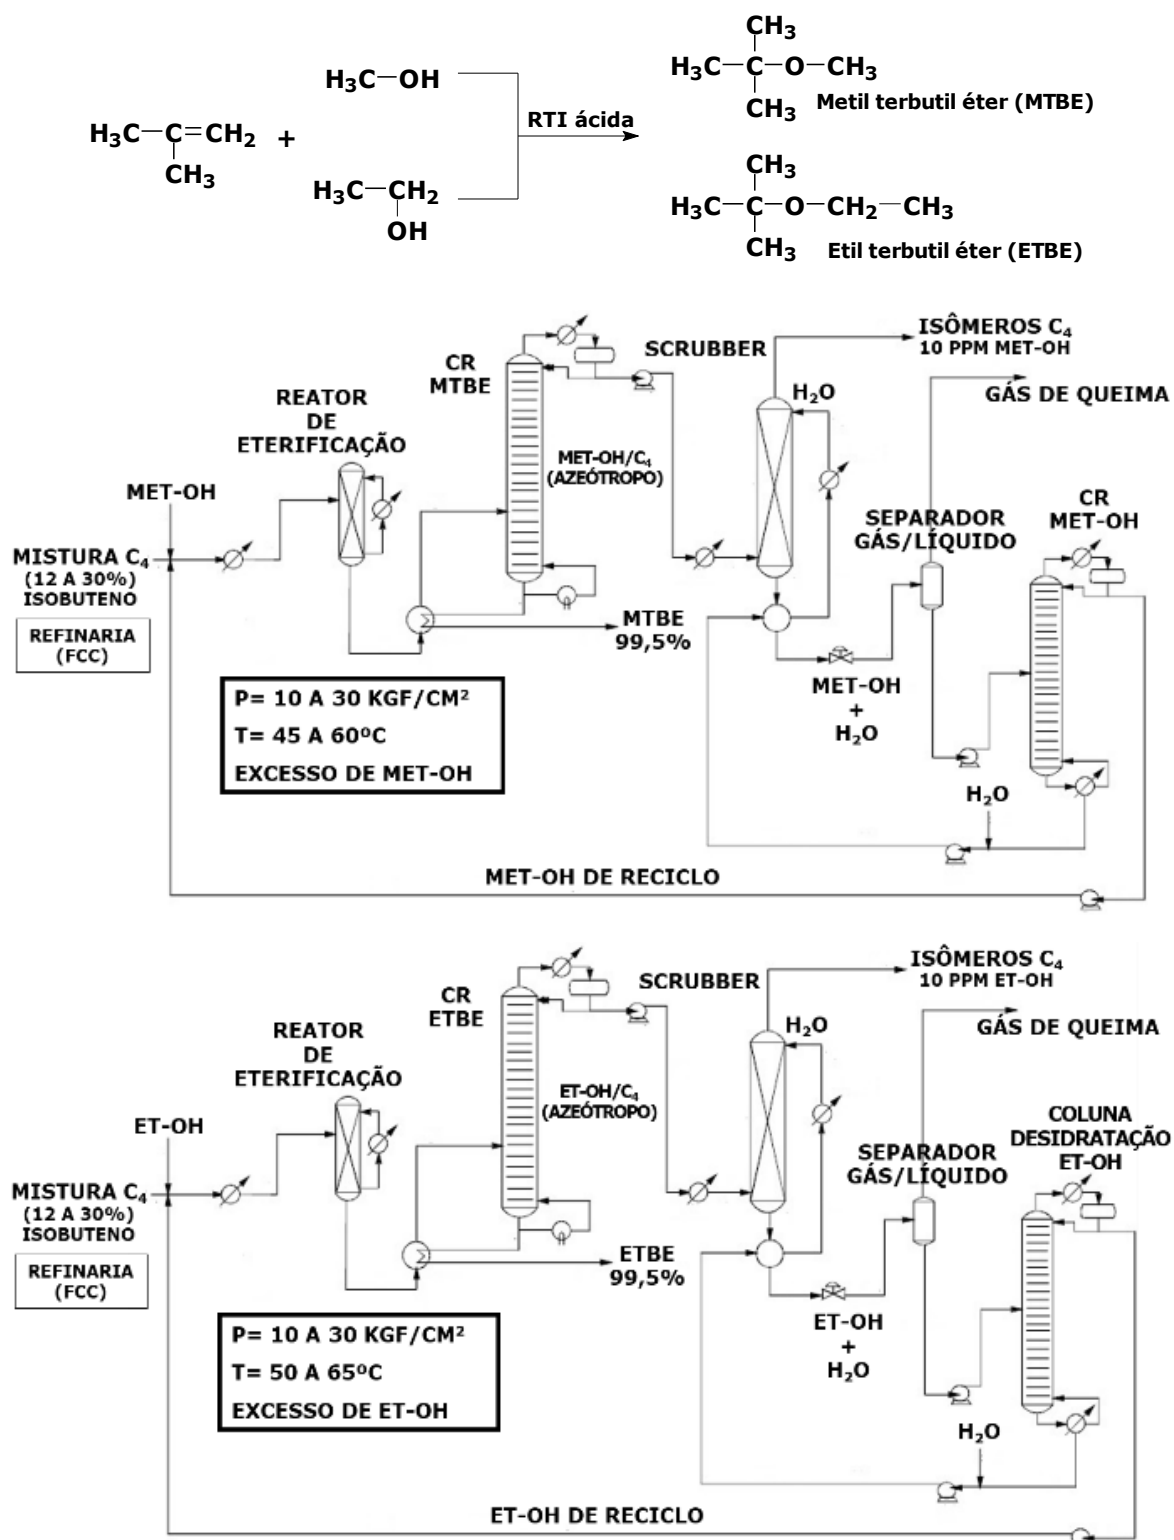 CH₃
H₃C—OH
H₃C—C—O—CH₃
CH₃
Metil terbutil éter (MTBE)
RTI ácida
H₃C—C=CH₂
+
CH₃
H₃C—CH₂
OH
CH₃
H₃C—C—O—CH₂—CH₃
CH₃
Etil terbutil éter (ETBE)
ISÔMEROS C₄
10 PPM MET-OH
SCRUBBER
CR
MTBE
H₂O
GÁS DE QUEIMA
REATOR
DE
ETERIFICAÇÃO
MET-OH/C₄
(AZEÓTROPO)
MET-OH
CR
MET-OH
SEPARADOR
GÁS/LÍQUIDO
MISTURA C₄
(12 A 30%)
ISOBUTENO
REFINARIA
(FCC)
MTBE
99,5%
MET-OH
+
H₂O
P= 10 A 30 KGF/CM²
T= 45 A 60ºC
EXCESSO DE MET-OH
H₂O
MET-OH DE RECICLO
ISÔMEROS C₄
10 PPM ET-OH
SCRUBBER
CR
ETBE
H₂O
GÁS DE QUEIMA
REATOR
DE
ETERIFICAÇÃO
ET-OH/C₄
(AZEÓTROPO)
ET-OH
COLUNA
DESIDRATAÇÃO
ET-OH
SEPARADOR
GÁS/LÍQUIDO
MISTURA C₄
(12 A 30%)
ISOBUTENO
REFINARIA
(FCC)
ETBE
99,5%
ET-OH
+
H₂O
P= 10 A 30 KGF/CM²
T= 50 A 65ºC
EXCESSO DE ET-OH
H₂O
ET-OH DE RECICLO